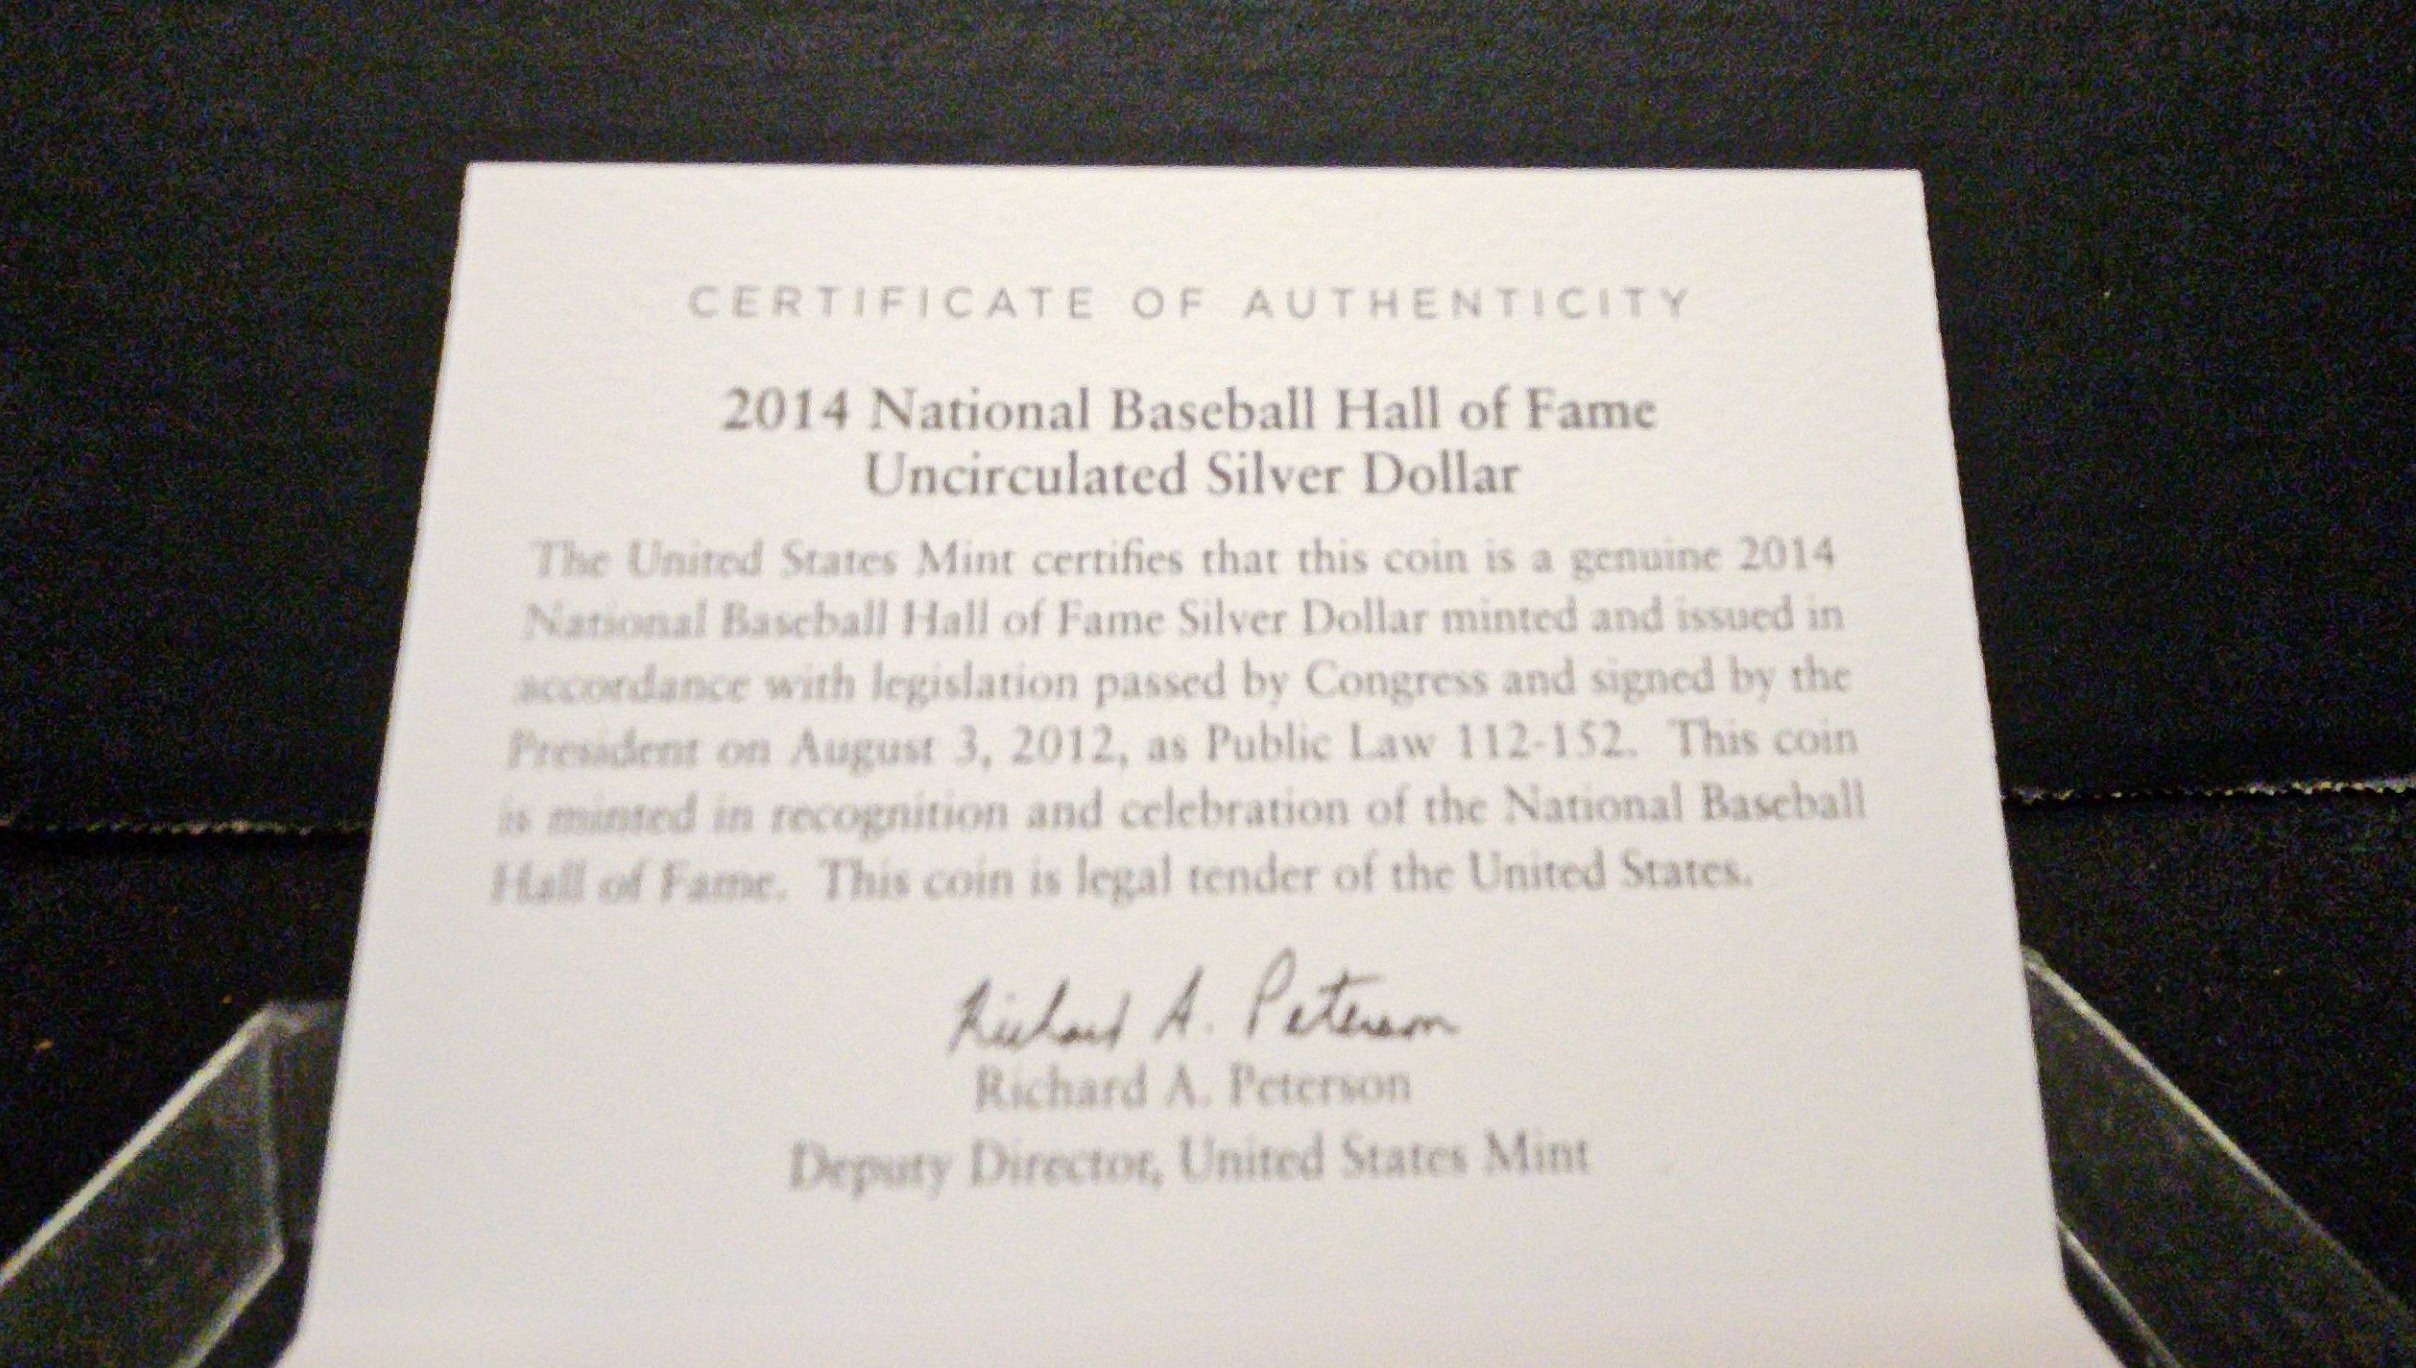 CERTIFICATE OF AUTHENTICITY
2014 National Baseball Hall of Fame
Uncirculated Silver Dollar
The United States Mint certifies that this coin is a genuine 2014
National Baseball Hall of Fame Silver Dollar minted and issued in
accordance with legislation passed by Congress and signed by the
President on August 3, 2012, as Public Law 112-152. This coin
is minted in recognition and celebration of the National Baseball
Hall of Fame. This coin is legal tender of the United States.
Richard A. Peterson
Richard A. Peterson
Deputy Director, United States Mint